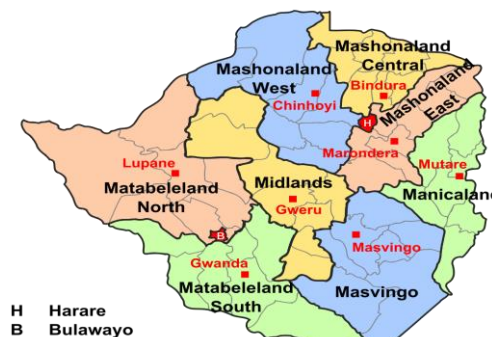 Mashonaland
Central
Bindura
Mashonaland
West
Chinhoyi
Mashonaland
East
H
Marondera
Lupane
Matabeleland
North
Midlands
Gweru
Mutare
Manicaland
B
Masvingo
Gwanda
Matabeleland
South
Masvingo
H Harare
B Bulawayo